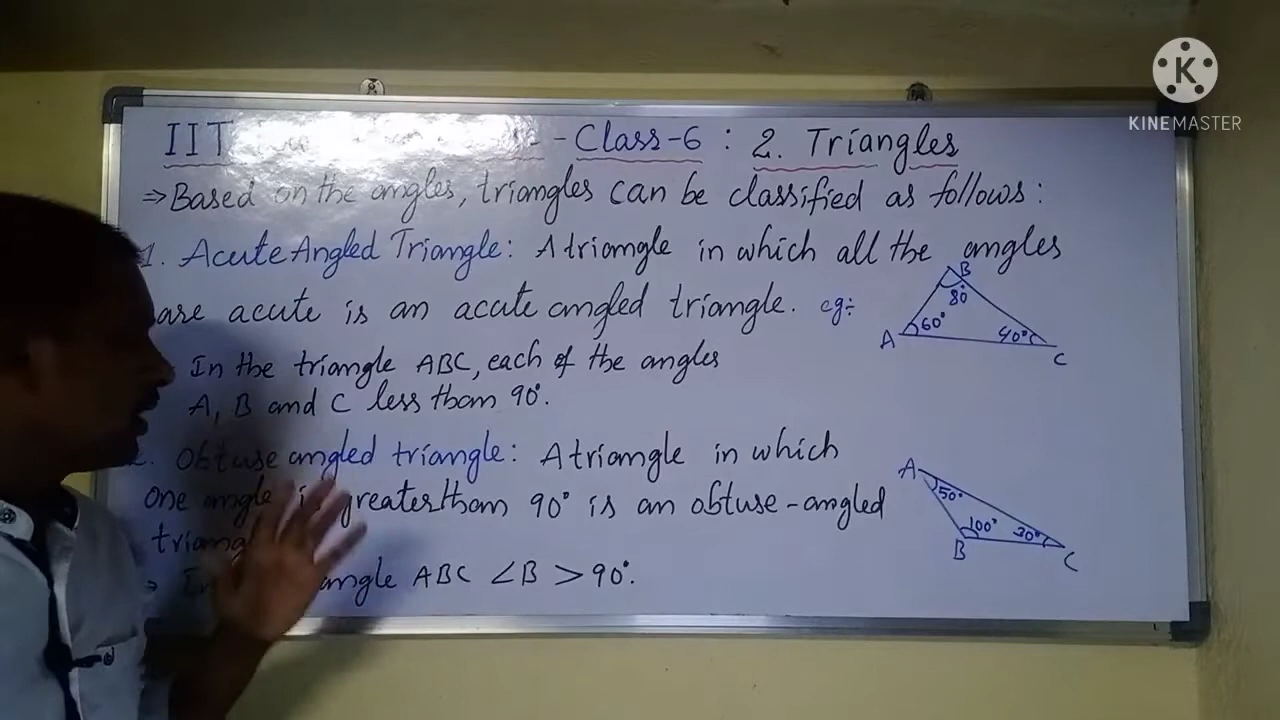 IIT - Class-6 : 2. Triangles
⇒ Based on the angles, triangles can be classified as follows :
1. Acute Angled Triangle : A triangle in which all the angles
are acute is an acute angled triangle. eg:-
B
80°
A 60° 40° C
In the triangle ABC, each of the angles
A, B and C less than 90°.
2. Obtuse angled triangle : A triangle in which
one angle is greater than 90° is an obtuse-angled
A
50°
100° 30°
B C
⇒ ABC ∠B > 90°.
K
KINEMASTER